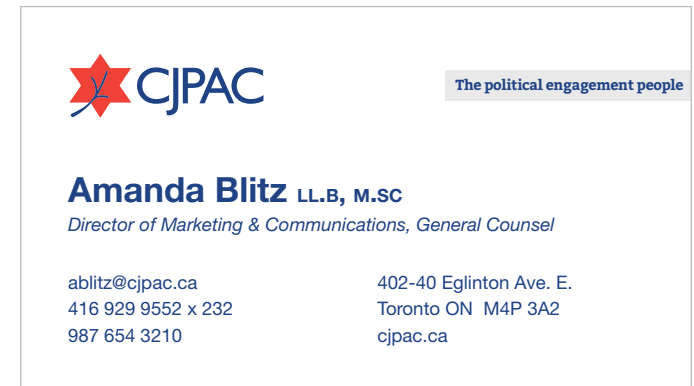 CJPAC
The political engagement people
Amanda Blitz LL.B, M.SC
Director of Marketing & Communications, General Counsel
ablitz@cjpac.ca
416 929 9552 x 232
987 654 3210
402-40 Eglinton Ave. E.
Toronto ON M4P 3A2
cjpac.ca